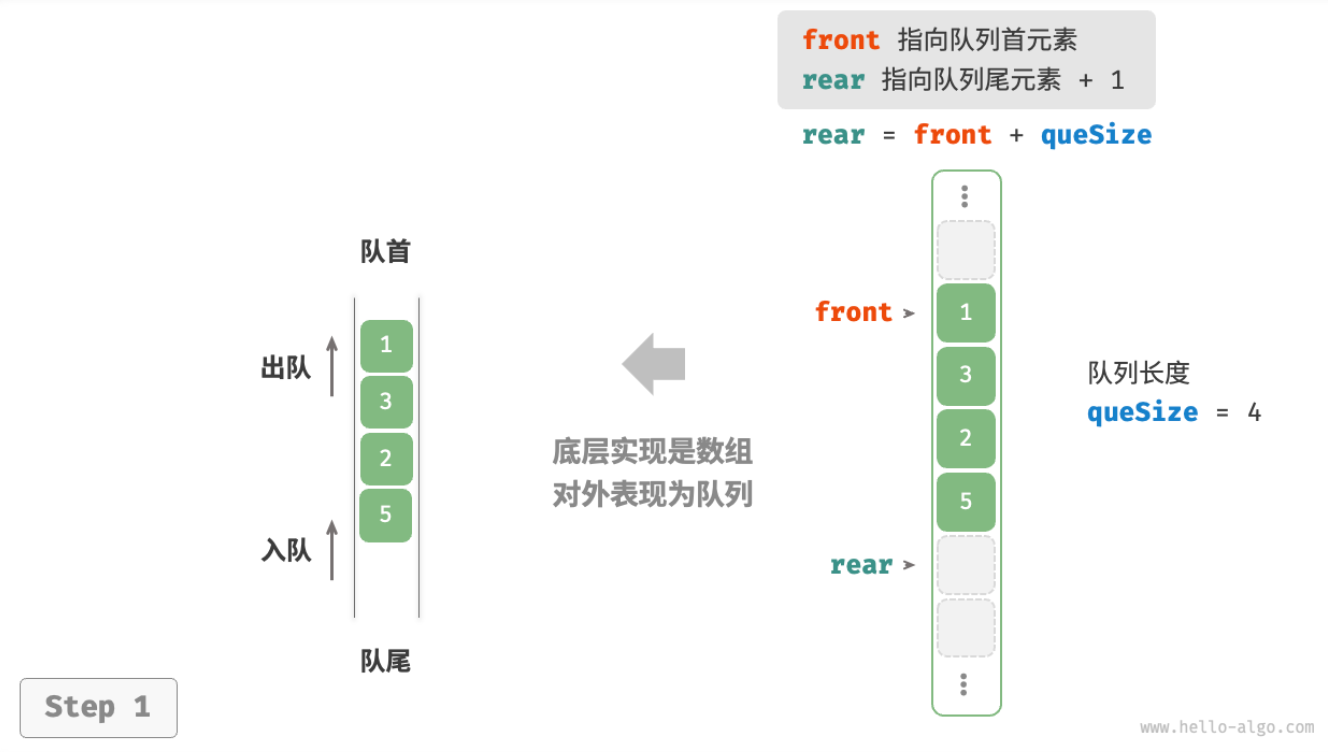 front 指向队列首元素
rear 指向队列尾元素 + 1
rear = front + queSize
队首
出队
入队
队尾
1
3
2
5
底层实现是数组
对外表现为队列
front
rear
1
3
2
5
队列长度
queSize = 4
Step 1
www.hello-algo.com